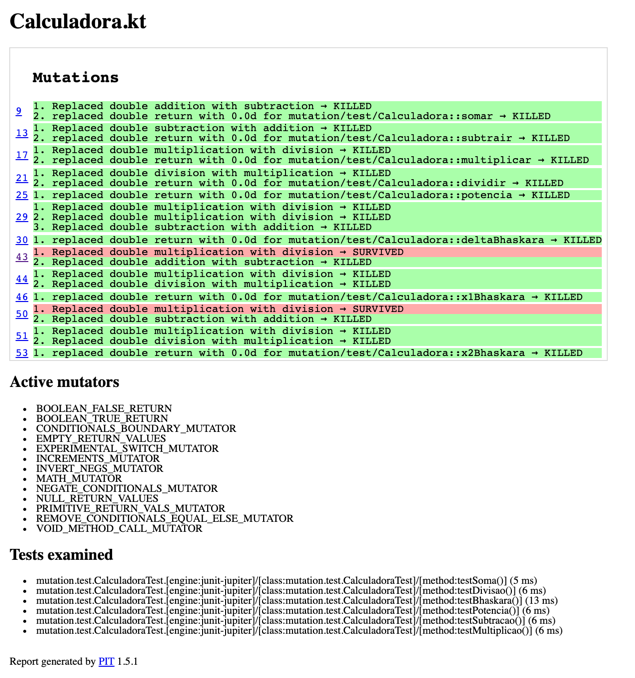 Calculadora.kt
Mutations
9 1. Replaced double addition with subtraction → KILLED
2. replaced double return with 0.0d for mutation/test/Calculadora::somar → KILLED
13 1. Replaced double subtraction with addition → KILLED
2. replaced double return with 0.0d for mutation/test/Calculadora::subtrair → KILLED
17 1. Replaced double multiplication with division → KILLED
2. replaced double return with 0.0d for mutation/test/Calculadora::multiplicar → KILLED
21 1. Replaced double division with multiplication → KILLED
2. replaced double return with 0.0d for mutation/test/Calculadora::dividir → KILLED
25 1. replaced double return with 0.0d for mutation/test/Calculadora::potencia → KILLED
29 1. Replaced double multiplication with division → KILLED
2. Replaced double multiplication with division → KILLED
3. Replaced double subtraction with addition → KILLED
30 1. replaced double return with 0.0d for mutation/test/Calculadora::deltaBhaskara → KILLED
43 1. Replaced double multiplication with division → SURVIVED
2. Replaced double addition with subtraction → KILLED
44 1. Replaced double multiplication with division → KILLED
2. Replaced double division with multiplication → KILLED
46 1. replaced double return with 0.0d for mutation/test/Calculadora::x1Bhaskara → KILLED
50 1. Replaced double multiplication with division → SURVIVED
2. Replaced double subtraction with addition → KILLED
51 1. Replaced double multiplication with division → KILLED
2. Replaced double division with multiplication → KILLED
53 1. replaced double return with 0.0d for mutation/test/Calculadora::x2Bhaskara → KILLED
Active mutators
• BOOLEAN_FALSE_RETURN
• BOOLEAN_TRUE_RETURN
• CONDITIONALS_BOUNDARY_MUTATOR
• EMPTY_RETURN_VALUES
• EXPERIMENTAL_SWITCH_MUTATOR
• INCREMENTS_MUTATOR
• INVERT_NEGS_MUTATOR
• MATH_MUTATOR
• NEGATE_CONDITIONALS_MUTATOR
• NULL_RETURN_VALUES
• PRIMITIVE_RETURN_VALS_MUTATOR
• REMOVE_CONDITIONALS_EQUAL_ELSE_MUTATOR
• VOID_METHOD_CALL_MUTATOR
Tests examined
• mutation.test.CalculadoraTest.[engine:junit-jupiter]/[class:mutation.test.CalculadoraTest]/[method:testSoma()] (5 ms)
• mutation.test.CalculadoraTest.[engine:junit-jupiter]/[class:mutation.test.CalculadoraTest]/[method:testDivisao()] (6 ms)
• mutation.test.CalculadoraTest.[engine:junit-jupiter]/[class:mutation.test.CalculadoraTest]/[method:testBhaskara()] (13 ms)
• mutation.test.CalculadoraTest.[engine:junit-jupiter]/[class:mutation.test.CalculadoraTest]/[method:testPotencia()] (6 ms)
• mutation.test.CalculadoraTest.[engine:junit-jupiter]/[class:mutation.test.CalculadoraTest]/[method:testSubtracao()] (6 ms)
• mutation.test.CalculadoraTest.[engine:junit-jupiter]/[class:mutation.test.CalculadoraTest]/[method:testMultiplicao()] (6 ms)
Report generated by PIT 1.5.1